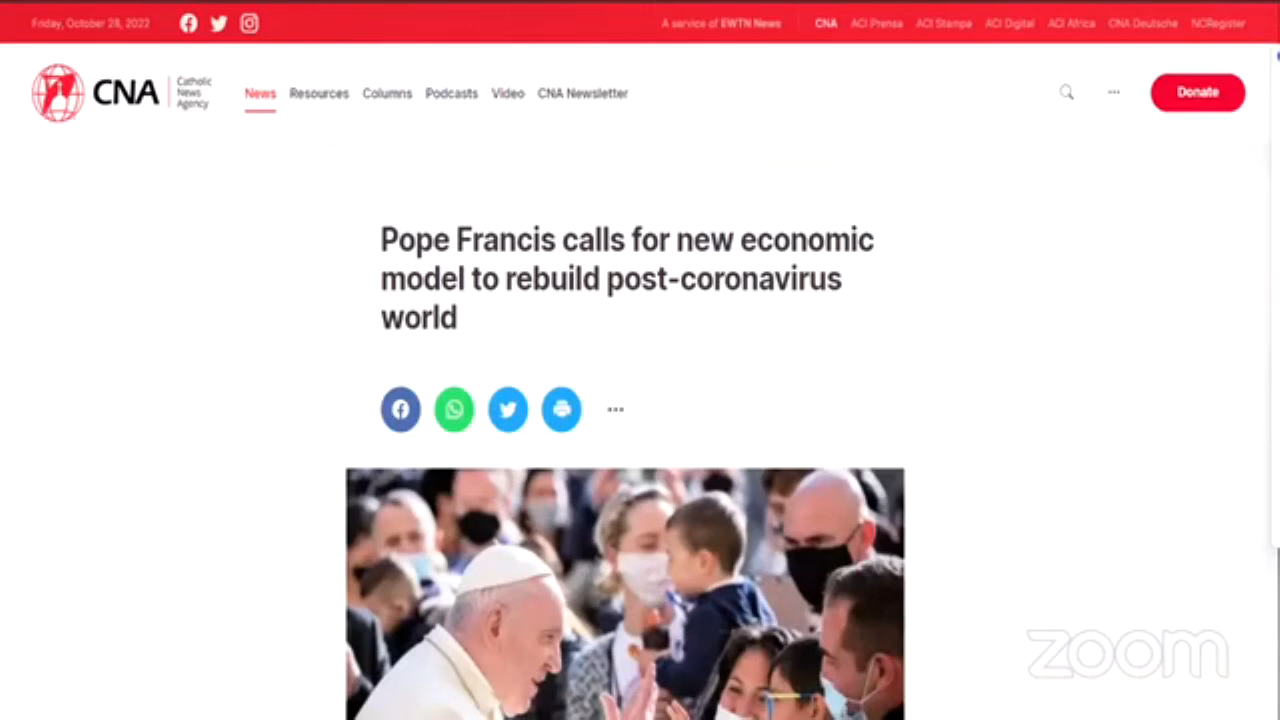 Friday, October 28, 2022
A service of EWTN News CNA ACI Prensa ACI Stampa ACI Digital ACI Africa CNA Deutsche NCRegister
CNA
Catholic
News
Agency
News Resources Columns Podcasts Video CNA Newsletter
Donate
Pope Francis calls for new economic
model to rebuild post-coronavirus
world
zoom